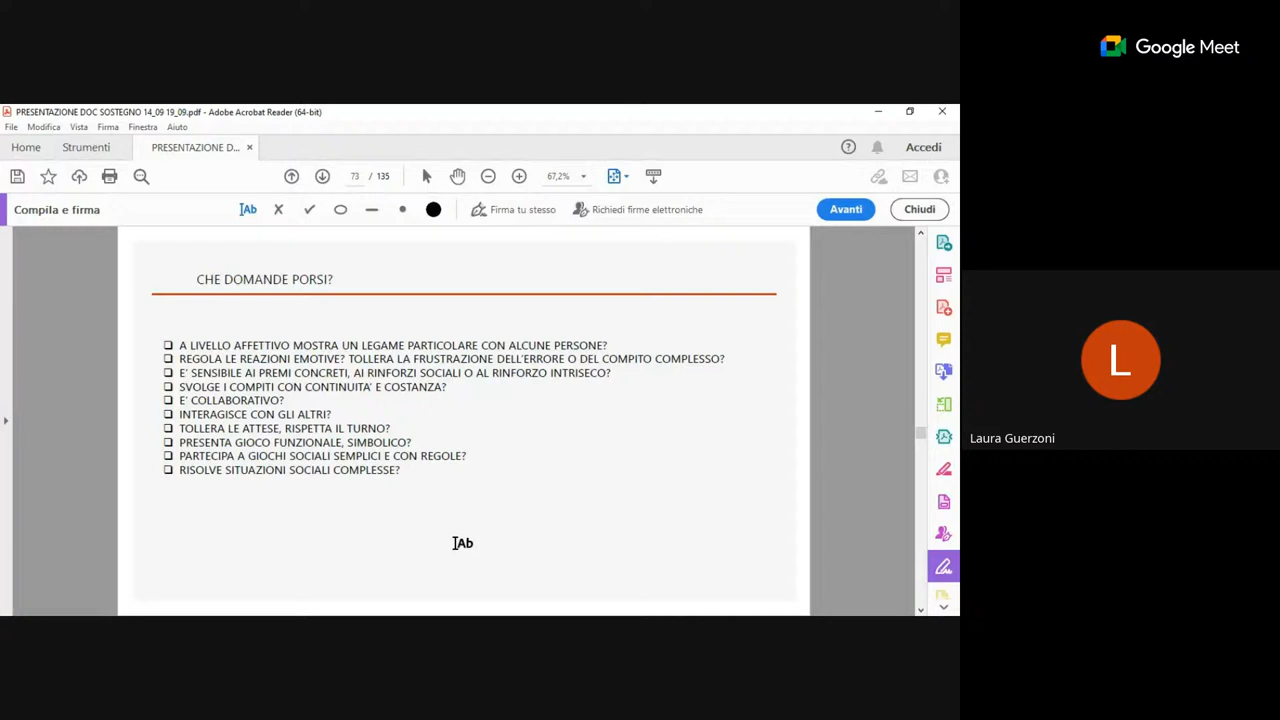 Google Meet
PRESENTAZIONE DOC SOSTEGNO 14_09 19_09.pdf - Adobe Acrobat Reader (64-bit)
File Modifica Vista Firma Finestra Aiuto
Home Strumenti PRESENTAZIONE D... × Accedi
73 / 135 67,2%
Compila e firma Ab Firma tu stesso Richiedi firme elettroniche Avanti Chiudi
CHE DOMANDE PORSI?
❑ A LIVELLO AFFETTIVO MOSTRA UN LEGAME PARTICOLARE CON ALCUNE PERSONE?
❑ REGOLA LE REAZIONI EMOTIVE? TOLLERA LA FRUSTRAZIONE DELL'ERRORE O DEL COMPITO COMPLESSO?
❑ E' SENSIBILE AI PREMI CONCRETI, AI RINFORZI SOCIALI O AL RINFORZO INTRISECO?
❑ SVOLGE I COMPITI CON CONTINUITA' E COSTANZA?
❑ E' COLLABORATIVO?
❑ INTERAGISCE CON GLI ALTRI?
❑ TOLLERA LE ATTESE, RISPETTA IL TURNO?
❑ PRESENTA GIOCO FUNZIONALE, SIMBOLICO?
❑ PARTECIPA A GIOCHI SOCIALI SEMPLICI E CON REGOLE?
❑ RISOLVE SITUAZIONI SOCIALI COMPLESSE?
Ab
L
Laura Guerzoni